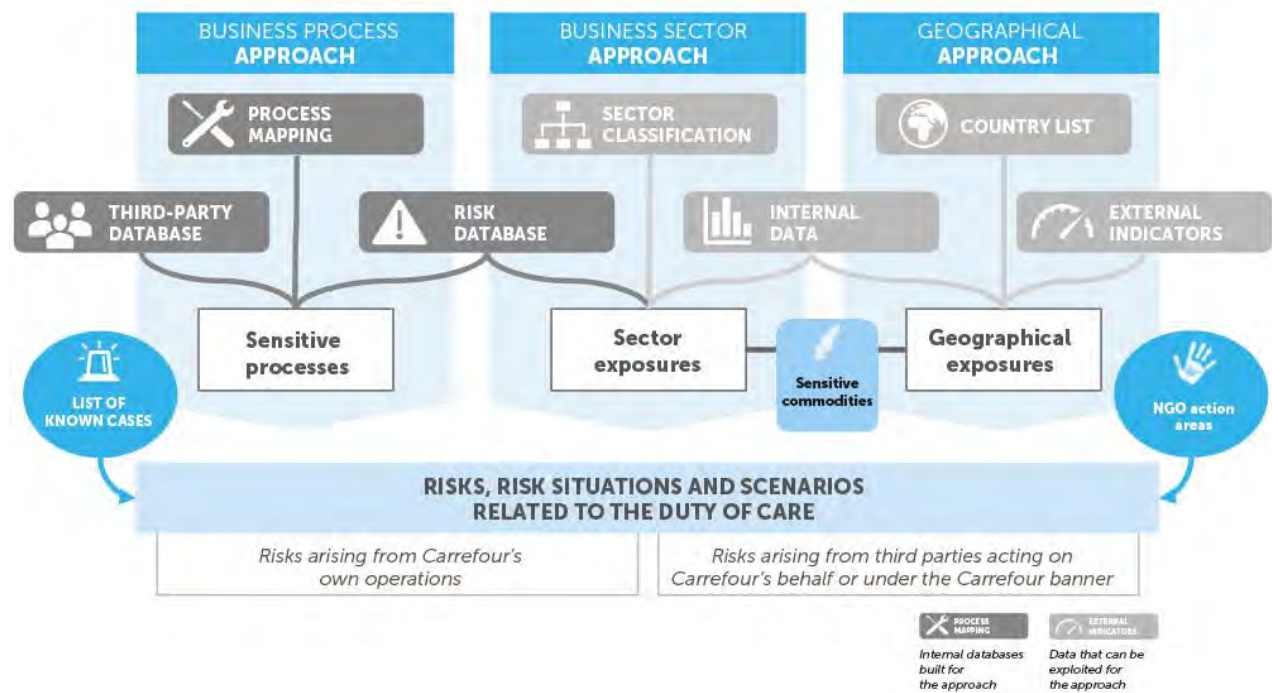 BUSINESS PROCESS
APPROACH
BUSINESS SECTOR
APPROACH
GEOGRAPHICAL
APPROACH
PROCESS
MAPPING
SECTOR
CLASSIFICATION
COUNTRY LIST
THIRD-PARTY
DATABASE
RISK
DATABASE
INTERNAL
DATA
EXTERNAL
INDICATORS
Sensitive
processes
Sector
exposures
Sensitive
commodities
Geographical
exposures
LIST OF
KNOWN CASES
NGO action
areas
RISKS, RISK SITUATIONS AND SCENARIOS
RELATED TO THE DUTY OF CARE
Risks arising from Carrefour's
own operations
Risks arising from third parties acting on
Carrefour's behalf or under the Carrefour banner
PROCESS
MAPPING
Internal databases
built for
the approach
EXTERNAL
INDICATORS
Data that can be
exploited for
the approach